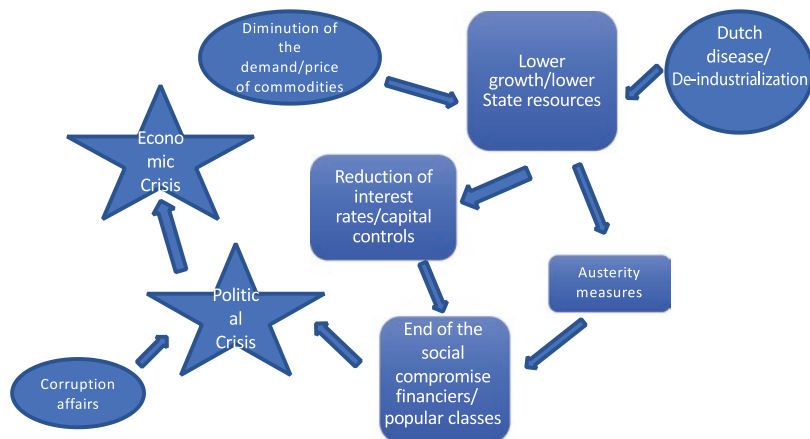 Diminution of
the
demand/price
of commodities
Lower
growth/lower
State resources
Dutch
disease/
De-industrialization
Econo
mic
Crisis
Reduction of
interest
rates/capital
controls
Austerity
measures
Politic
al
Crisis
End of the
social
compromise
financiers/
popular classes
Corruption
affairs